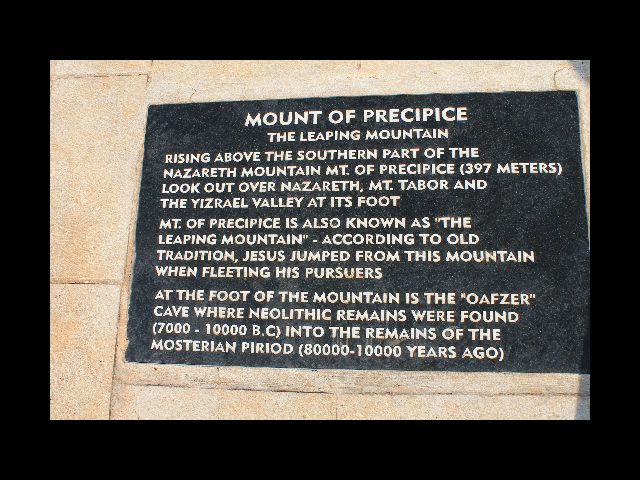 MOUNT OF PRECIPICE
THE LEAPING MOUNTAIN
RISING ABOVE THE SOUTHERN PART OF THE
NAZARETH MOUNTAIN MT. OF PRECIPICE (397 METERS)
LOOK OUT OVER NAZARETH, MT. TABOR AND
THE YIZRAEL VALLEY AT ITS FOOT
MT. OF PRECIPICE IS ALSO KNOWN AS "THE
LEAPING MOUNTAIN" - ACCORDING TO OLD
TRADITION, JESUS JUMPED FROM THIS MOUNTAIN
WHEN FLEETING HIS PURSUERS
AT THE FOOT OF THE MOUNTAIN IS THE "OAFZER"
CAVE WHERE NEOLITHIC REMAINS WERE FOUND
(7000 - 10000 B.C) INTO THE REMAINS OF THE
MOSTERIAN PIRIOD (80000-10000 YEARS AGO)